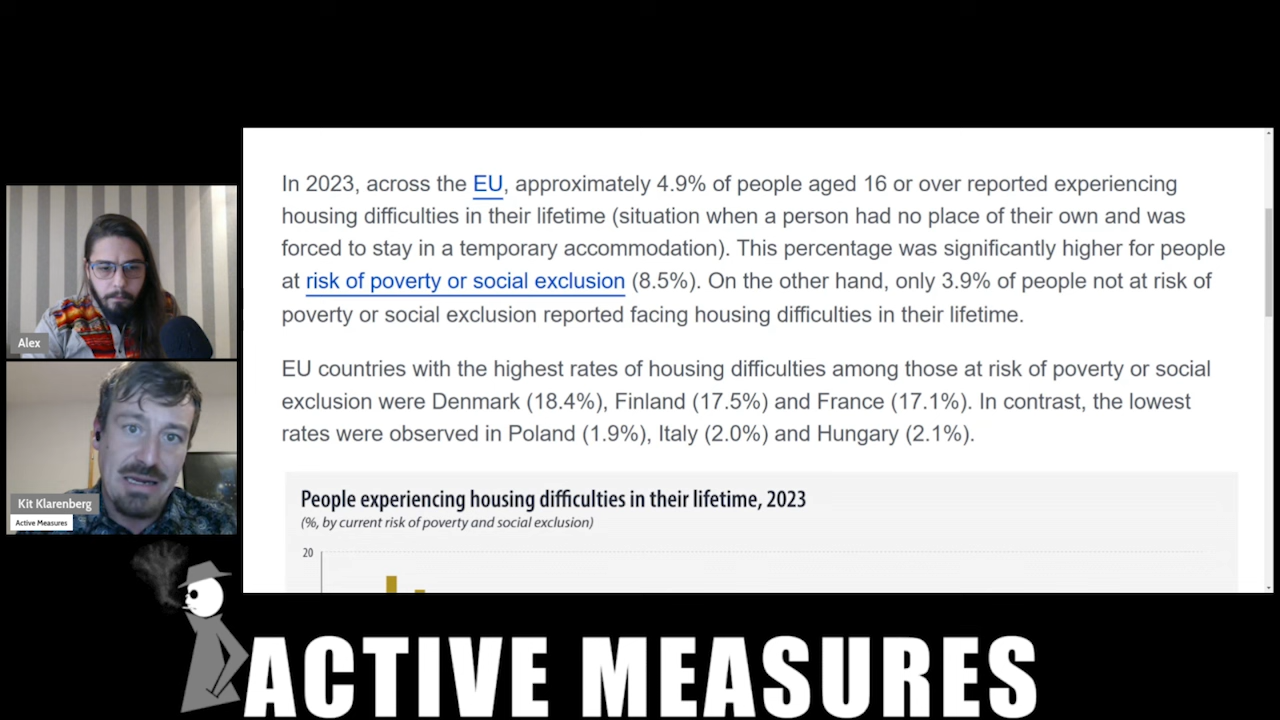 In 2023, across the EU, approximately 4.9% of people aged 16 or over reported experiencing
housing difficulties in their lifetime (situation when a person had no place of their own and was
forced to stay in a temporary accommodation). This percentage was significantly higher for people
at risk of poverty or social exclusion (8.5%). On the other hand, only 3.9% of people not at risk of
poverty or social exclusion reported facing housing difficulties in their lifetime.
EU countries with the highest rates of housing difficulties among those at risk of poverty or social
exclusion were Denmark (18.4%), Finland (17.5%) and France (17.1%). In contrast, the lowest
rates were observed in Poland (1.9%), Italy (2.0%) and Hungary (2.1%).
People experiencing housing difficulties in their lifetime, 2023
(%, by current risk of poverty and social exclusion)
20
Alex
Kit Klarenberg
Active Measures
ACTIVE MEASURES